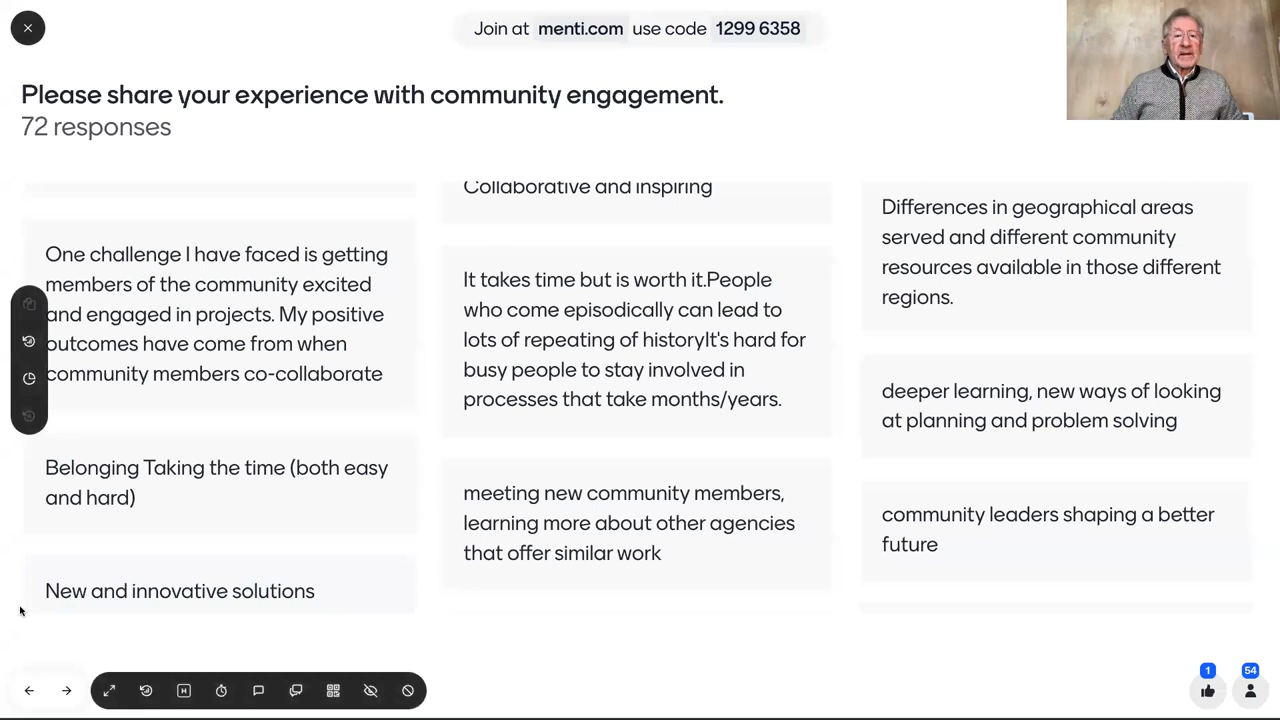 Join at menti.com use code 1299 6358
Please share your experience with community engagement.
72 responses
One challenge I have faced is getting
members of the community excited
and engaged in projects. My positive
outcomes have come from when
community members co-collaborate
Belonging Taking the time (both easy
and hard)
New and innovative solutions
Collaborative and inspiring
It takes time but is worth it.People
who come episodically can lead to
lots of repeating of historyIt's hard for
busy people to stay involved in
processes that take months/years.
meeting new community members,
learning more about other agencies
that offer similar work
Differences in geographical areas
served and different community
resources available in those different
regions.
deeper learning, new ways of looking
at planning and problem solving
community leaders shaping a better
future
1
54